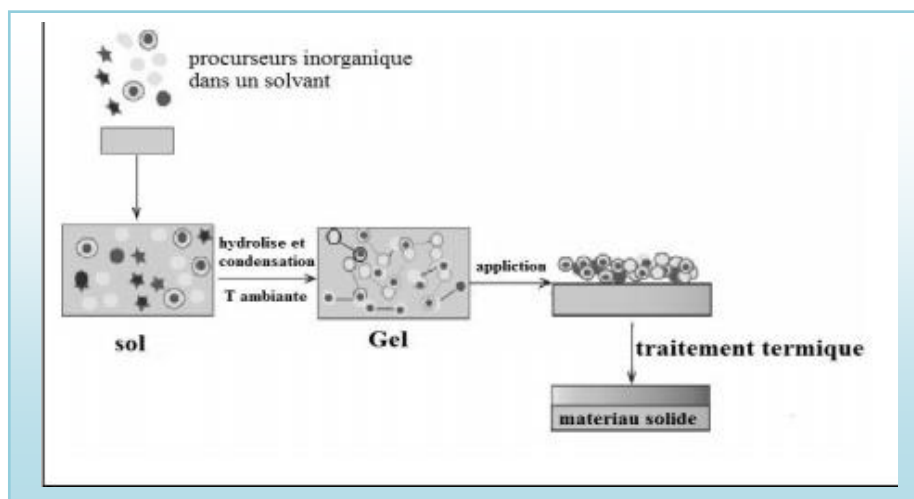 procurseurs inorganique
dans un solvant
hydrolise et
condensation
T ambiante
appliction
sol
Gel
traitement termique
materiau solide